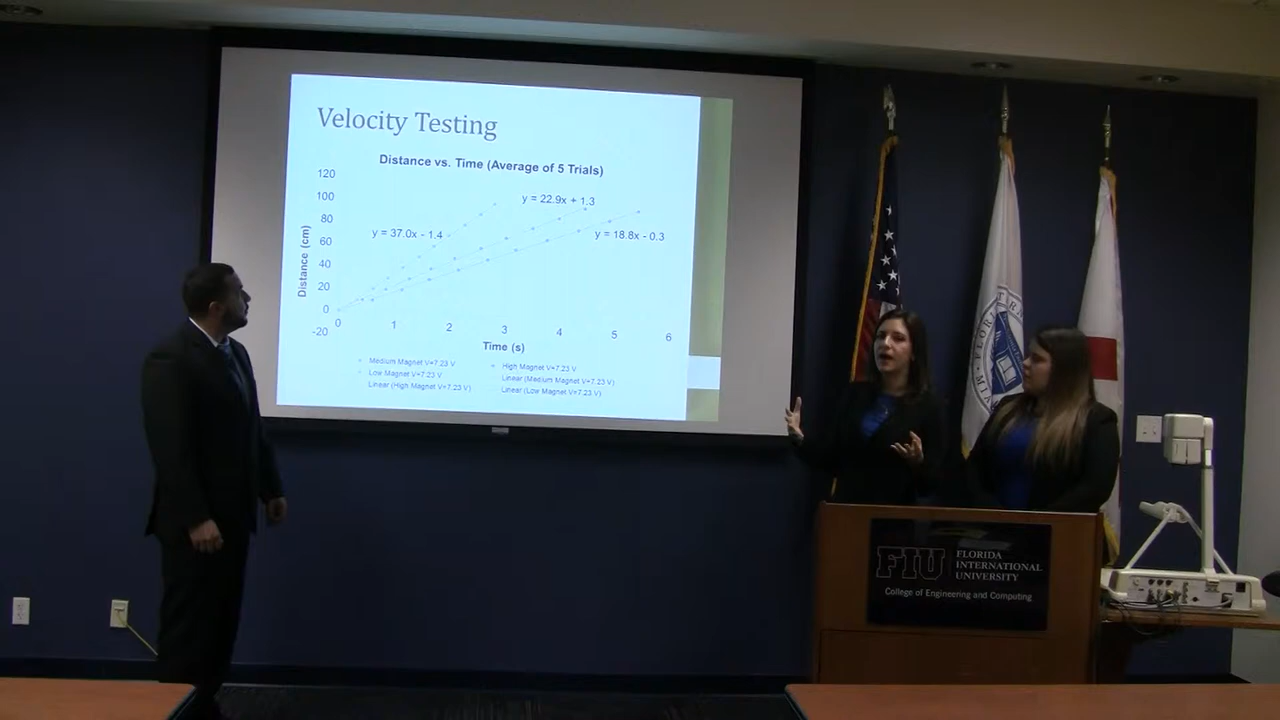 Velocity Testing
Distance vs. Time (Average of 5 Trials)
120
100
80
60
40
20
0
-20
Distance (cm)
y = 22.9x + 1.3
y = 37.0x - 1.4
y = 18.8x - 0.3
0 1 2 3 4 5 6
Time (s)
Medium Magnet V=7.23 V
High Magnet V=7.23 V
Low Magnet V=7.23 V
Linear (Medium Magnet V=7.23 V)
Linear (High Magnet V=7.23 V)
Linear (Low Magnet V=7.23 V)
FIU
FLORIDA
INTERNATIONAL
UNIVERSITY
College of Engineering and Computing